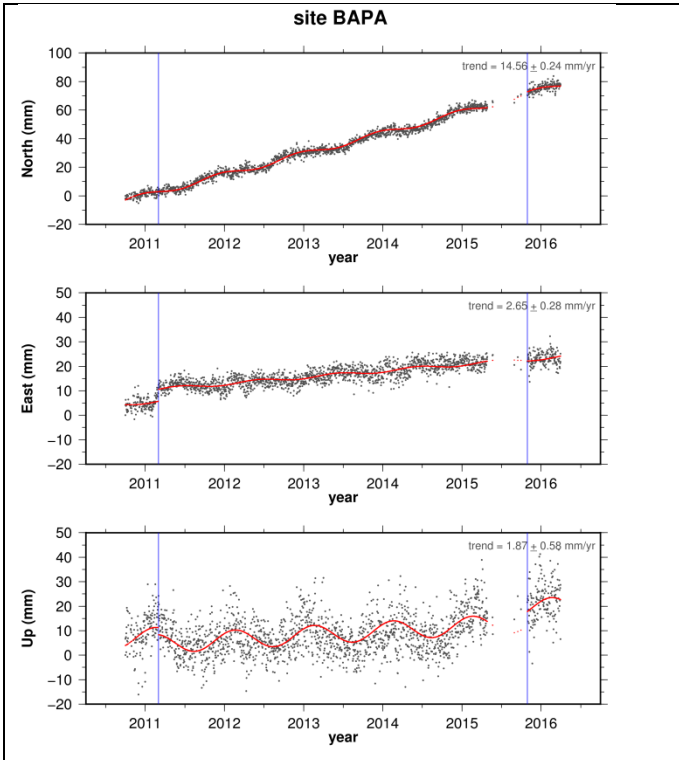 site BAPA
trend = 14.56 ± 0.24 mm/yr
North (mm)
100
80
60
40
20
0
−20
2011 2012 2013 2014 2015 2016
year
trend = 2.65 ± 0.28 mm/yr
East (mm)
50
40
30
20
10
0
−10
−20
2011 2012 2013 2014 2015 2016
year
trend = 1.87 ± 0.58 mm/yr
Up (mm)
50
40
30
20
10
0
−10
−20
2011 2012 2013 2014 2015 2016
year